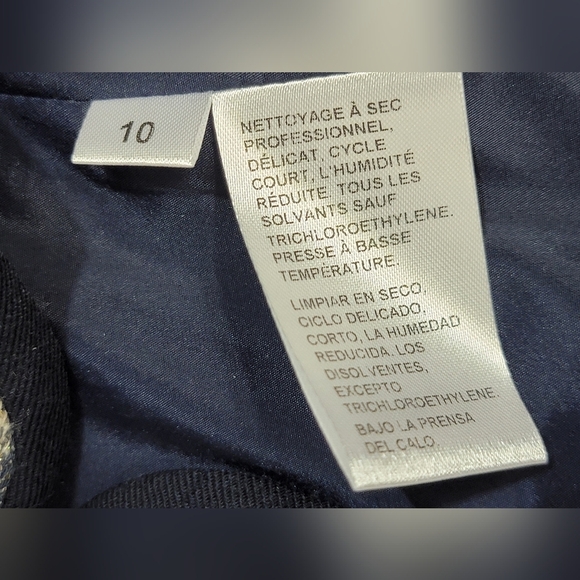 10
NETTOYAGE À SEC
PROFESSIONNEL,
DÉLICAT, CYCLE
COURT, L'HUMIDITÉ
RÉDUITE, TOUS LES
SOLVANTS SAUF
TRICHLOROETHYLENE.
PRESSE À BASSE
TEMPÉRATURE.
LIMPIAR EN SECO,
CICLO DELICADO,
CORTO, LA HUMEDAD
REDUCIDA. LOS
DISOLVENTES,
EXCEPTO
TRICHLOROETHYLENE.
BAJO LA PRENSA
DEL CALO.